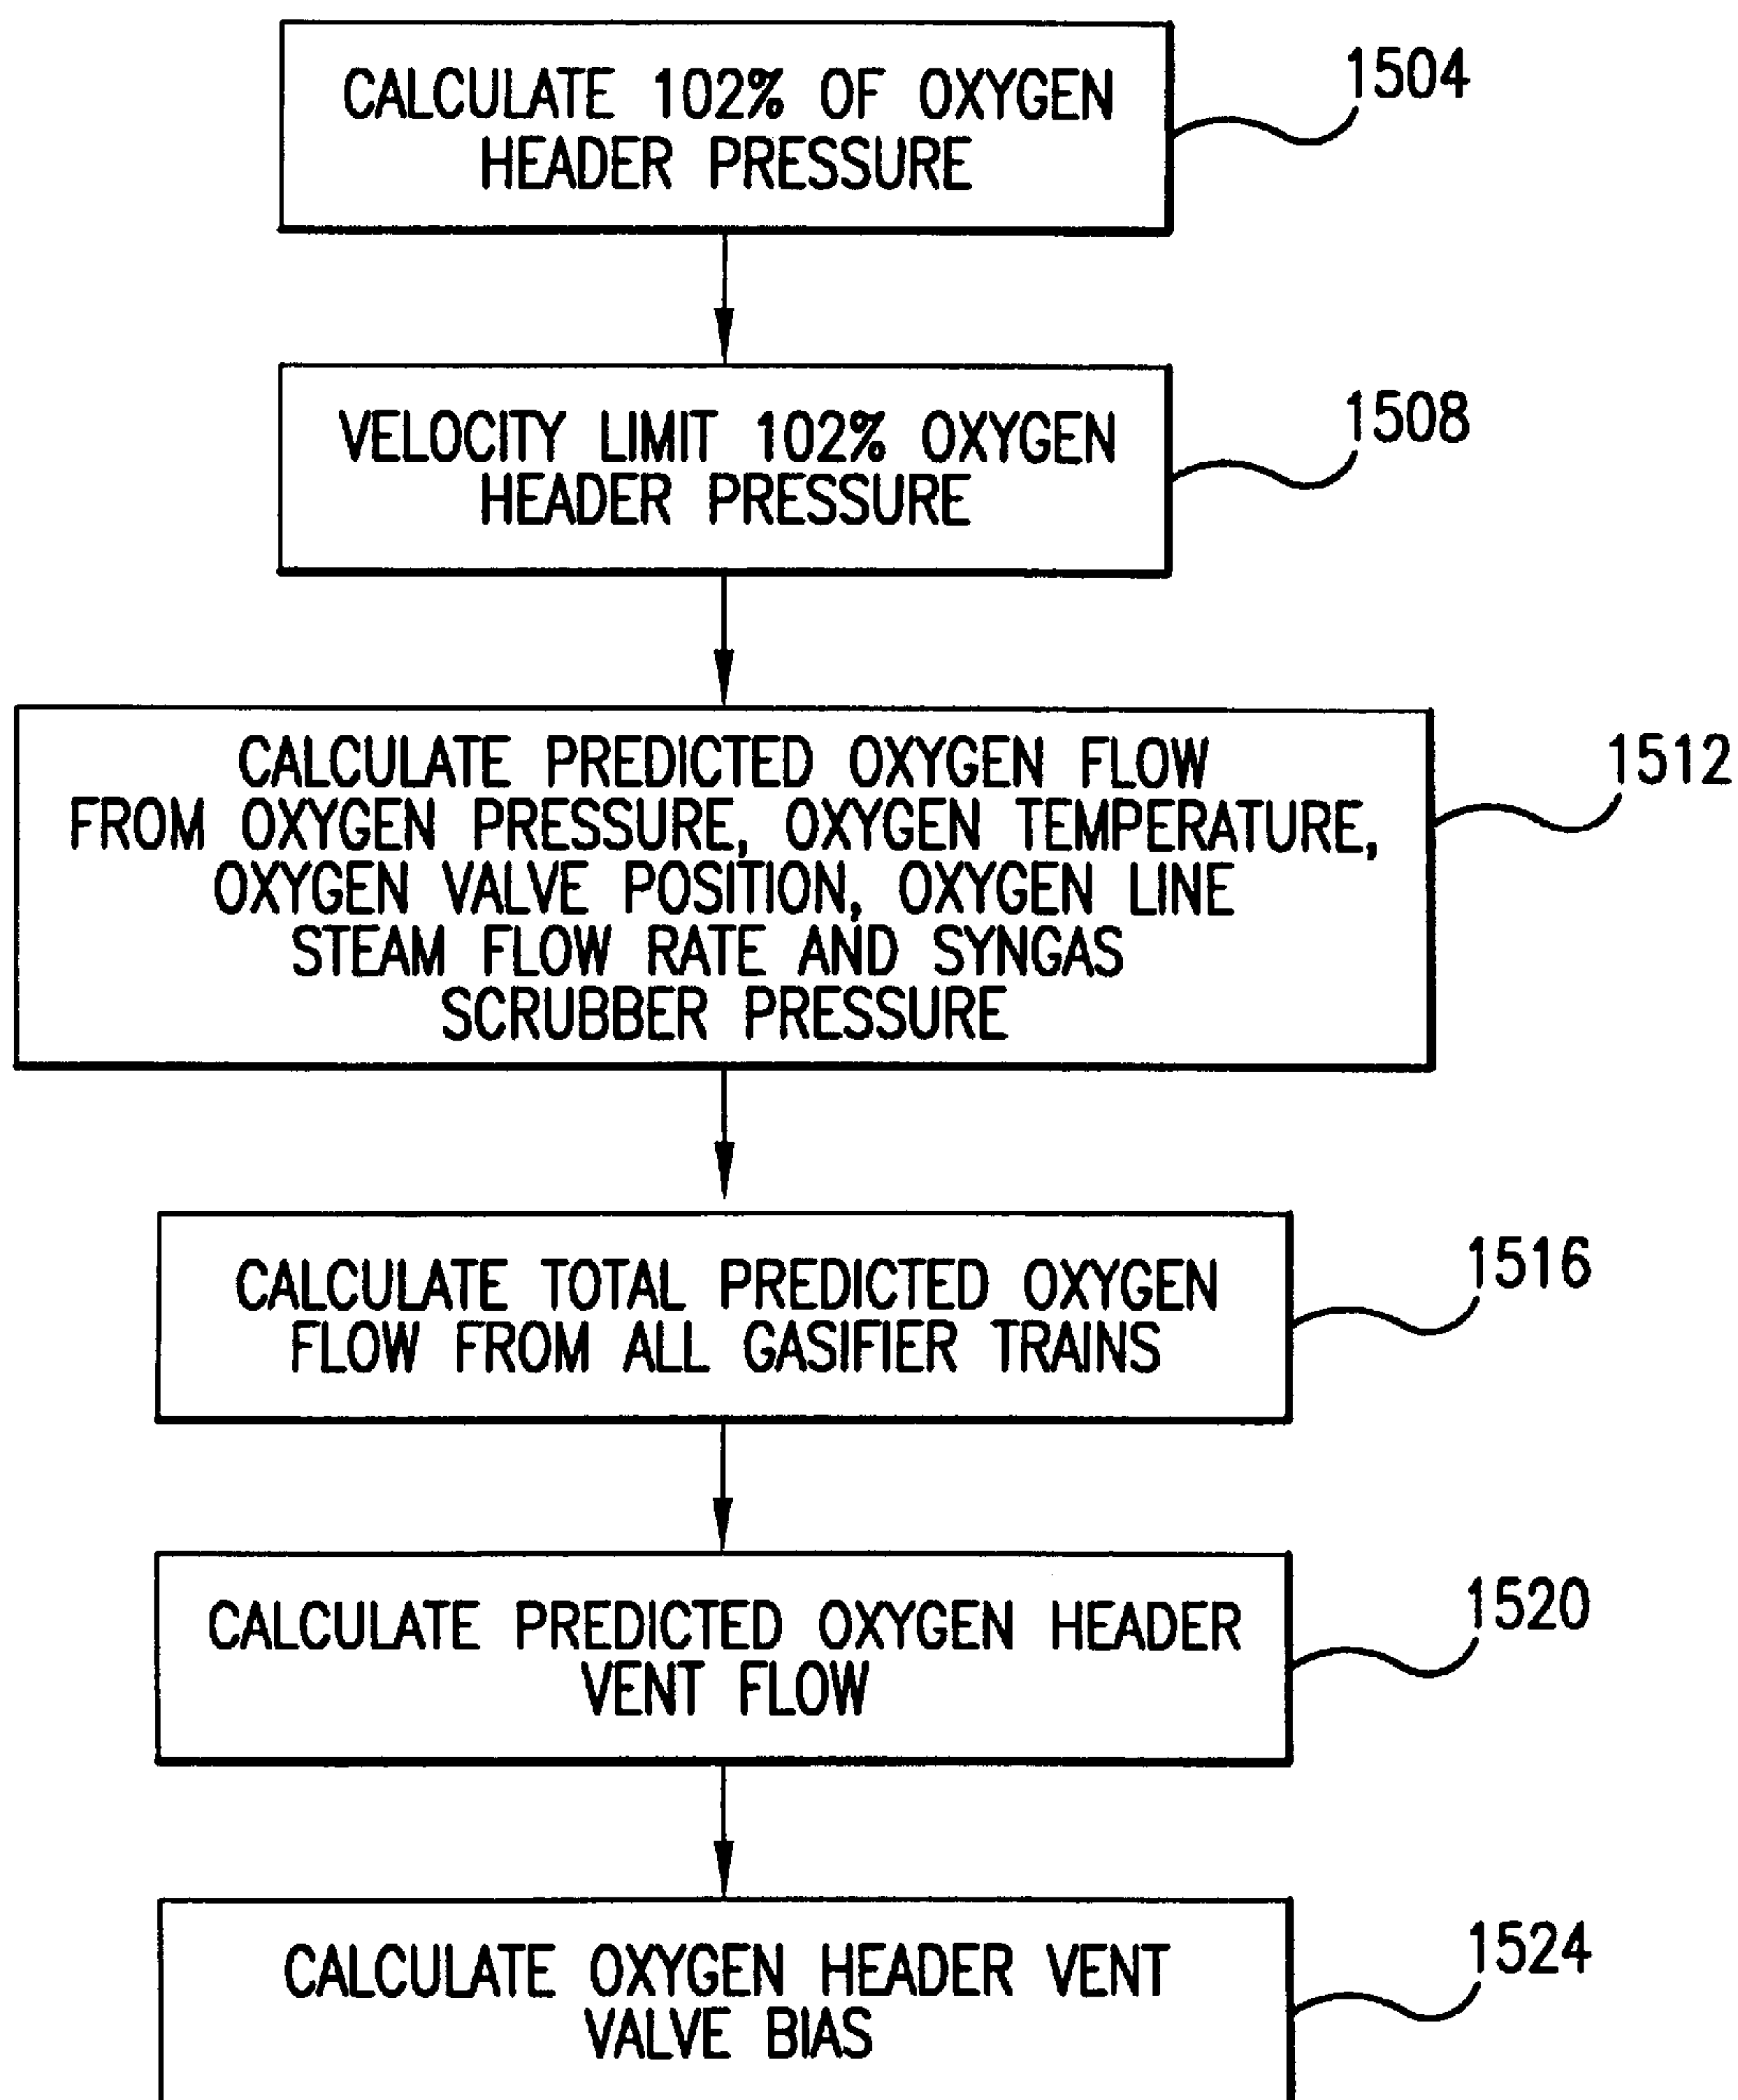 CALCULATE 102% OF OXYGEN
HEADER PRESSURE
1504
VELOCITY LIMIT 102% OXYGEN
HEADER PRESSURE
1508
CALCULATE PREDICTED OXYGEN FLOW
FROM OXYGEN PRESSURE, OXYGEN TEMPERATURE,
OXYGEN VALVE POSITION, OXYGEN LINE
STEAM FLOW RATE AND SYNGAS
SCRUBBER PRESSURE
1512
CALCULATE TOTAL PREDICTED OXYGEN
FLOW FROM ALL GASIFIER TRAINS
1516
CALCULATE PREDICTED OXYGEN HEADER
VENT FLOW
1520
CALCULATE OXYGEN HEADER VENT
VALVE BIAS
1524